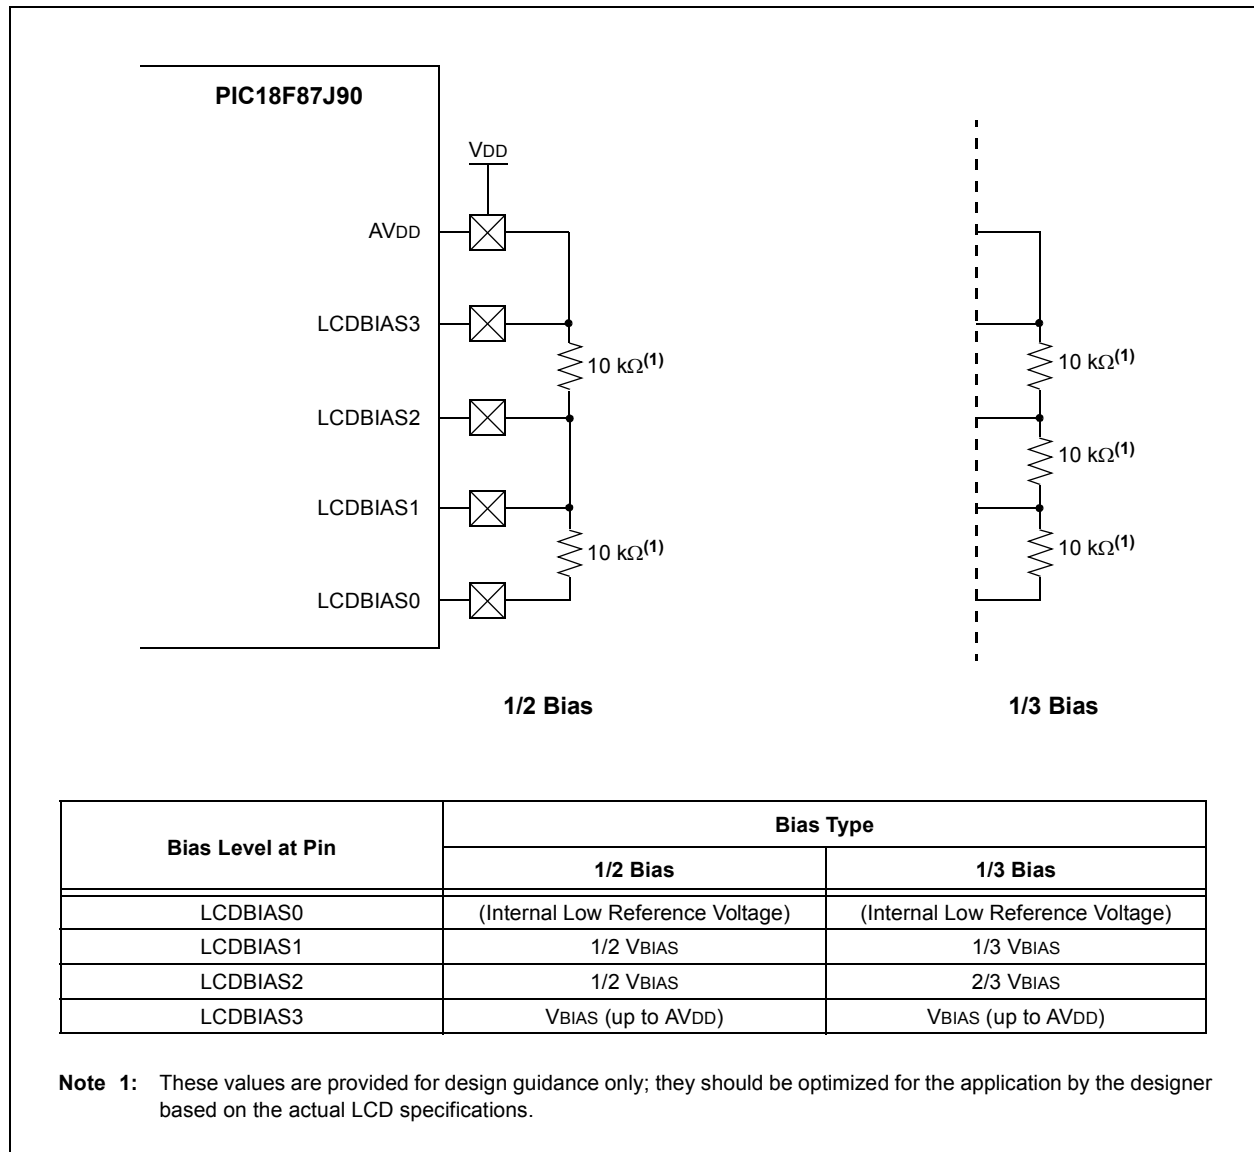 PIC18F87J90
VDD
AVDD
LCDBIAS3
10 kΩ(1)
10 kΩ(1)
LCDBIAS2
10 kΩ(1)
LCDBIAS1
10 kΩ(1)
10 kΩ(1)
LCDBIAS0
1/2 Bias
1/3 Bias
Bias Level at Pin
Bias Type
1/2 Bias
1/3 Bias
LCDBIAS0
(Internal Low Reference Voltage)
(Internal Low Reference Voltage)
LCDBIAS1
1/2 VBIAS
1/3 VBIAS
LCDBIAS2
1/2 VBIAS
2/3 VBIAS
LCDBIAS3
VBIAS (up to AVDD)
VBIAS (up to AVDD)
Note 1: These values are provided for design guidance only; they should be optimized for the application by the designer
based on the actual LCD specifications.